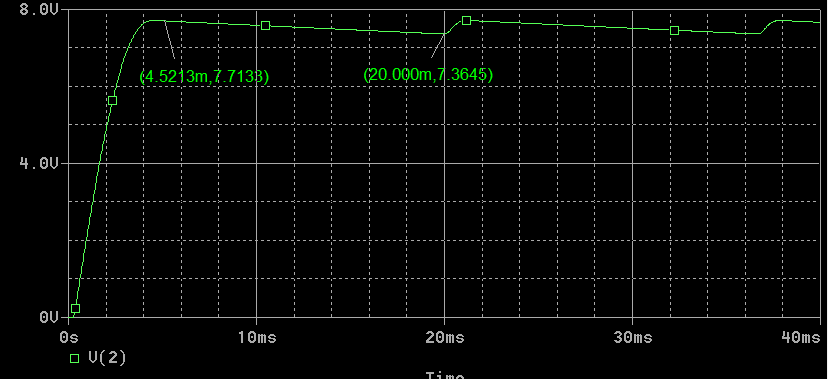 8.0V
(4.5213m,7.7133)
(20.000m,7.3645)
4.0V
0V
0s 10ms 20ms 30ms 40ms
V(2)
Time